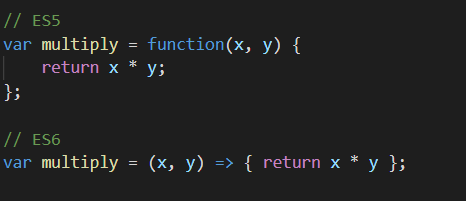 // ES5
var multiply = function(x, y) {
    return x * y;
};

// ES6
var multiply = (x, y) => { return x * y };